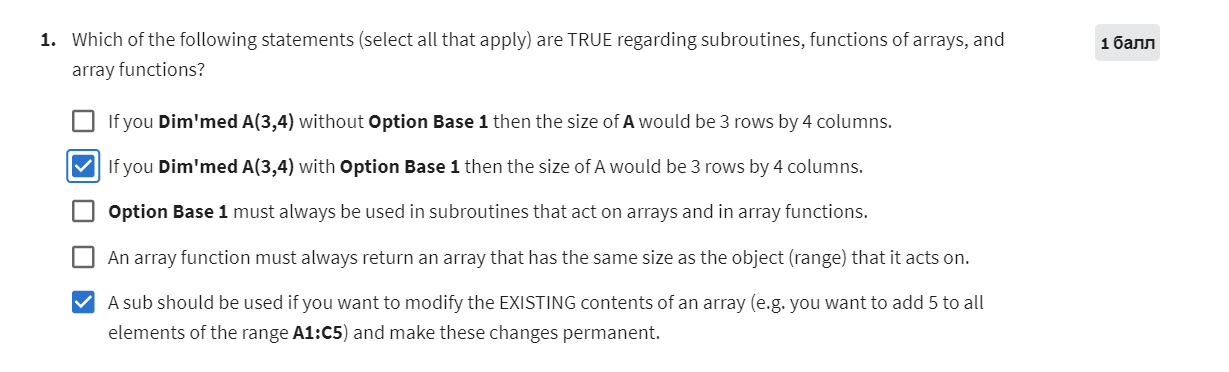 1. Which of the following statements (select all that apply) are TRUE regarding subroutines, functions of arrays, and
array functions?
1 балл
If you Dim'med A(3,4) without Option Base 1 then the size of A would be 3 rows by 4 columns.
If you Dim'med A(3,4) with Option Base 1 then the size of A would be 3 rows by 4 columns.
Option Base 1 must always be used in subroutines that act on arrays and in array functions.
An array function must always return an array that has the same size as the object (range) that it acts on.
A sub should be used if you want to modify the EXISTING contents of an array (e.g. you want to add 5 to all
elements of the range A1:C5) and make these changes permanent.